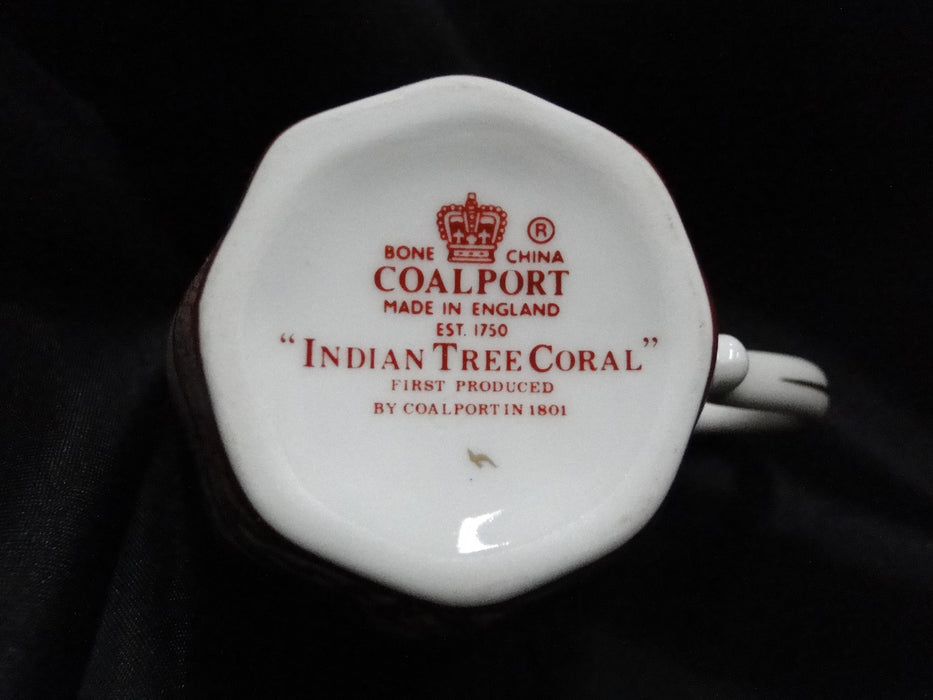 ®
BONE CHINA
COALPORT
MADE IN ENGLAND
EST. 1750
“INDIAN TREE CORAL”
FIRST PRODUCED
BY COALPORT IN 1801